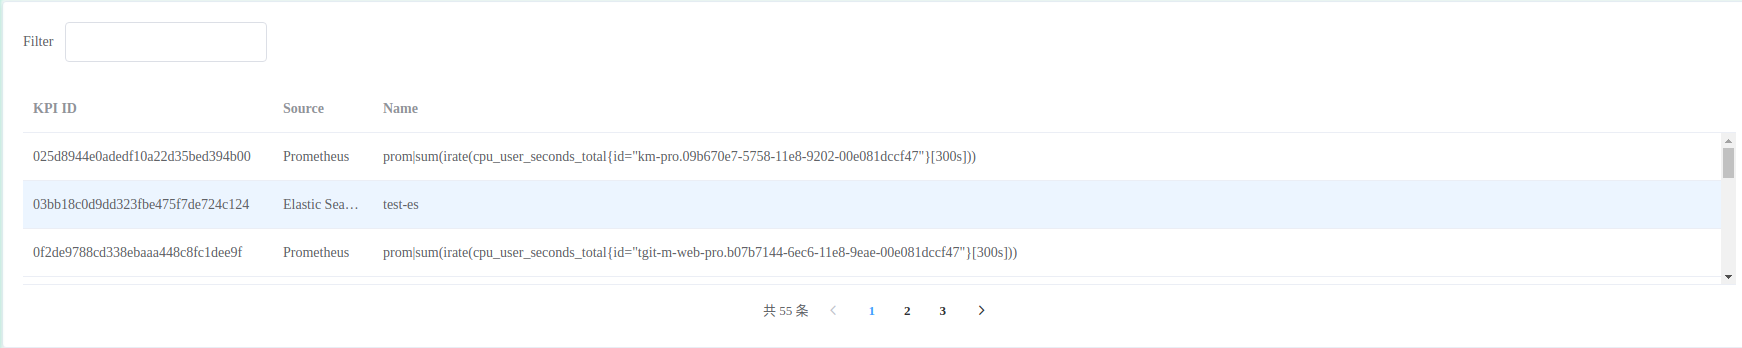 Filter
KPI ID Source Name
025d8944e0adedf10a22d35bed394b00 Prometheus prom|sum(irate(cpu_user_seconds_total{id="km-pro.09b670e7-5758-11e8-9202-00e081dccf47"}[300s]))
03bb18c0d9dd323fbe475f7de724c124 Elastic Sea… test-es
0f2de9788cd338ebaaa448c8fc1dee9f Prometheus prom|sum(irate(cpu_user_seconds_total{id="tgit-m-web-pro.b07b7144-6ec6-11e8-9eae-00e081dccf47"}[300s]))
共 55 条 1 2 3